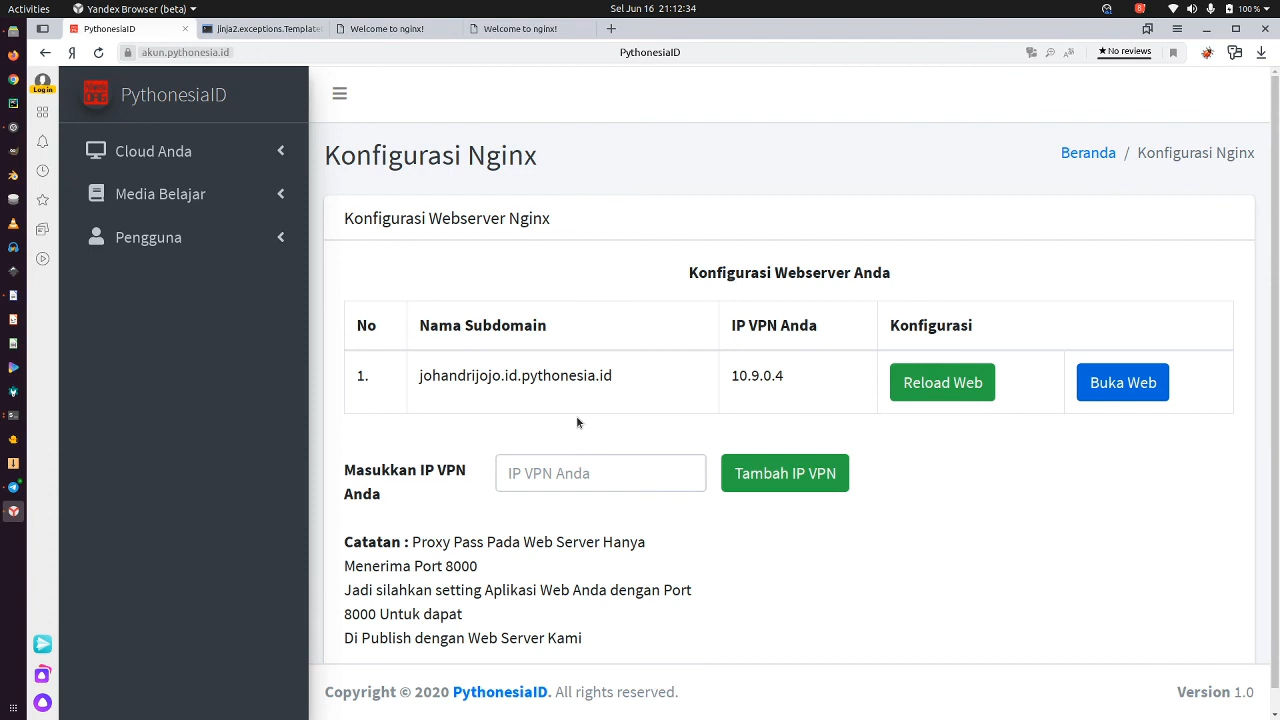 Activities
Yandex Browser (beta)
Sel Jun 16 21:12:34
100 %
PythonesiaID
jinja2.exceptions.Template
Welcome to nginx!
Welcome to nginx!
akun.pythonesia.id
PythonesiaID
No reviews
Log in
PythonesiaID
Cloud Anda
Media Belajar
Pengguna
Konfigurasi Nginx
Beranda / Konfigurasi Nginx
Konfigurasi Webserver Nginx
Konfigurasi Webserver Anda
No Nama Subdomain IP VPN Anda Konfigurasi
1. johandrijojo.id.pythonesia.id 10.9.0.4 Reload Web Buka Web
Masukkan IP VPN
Anda
IP VPN Anda
Tambah IP VPN
Catatan : Proxy Pass Pada Web Server Hanya
Menerima Port 8000
Jadi silahkan setting Aplikasi Web Anda dengan Port
8000 Untuk dapat
Di Publish dengan Web Server Kami
Copyright © 2020 PythonesiaID. All rights reserved.
Version 1.0